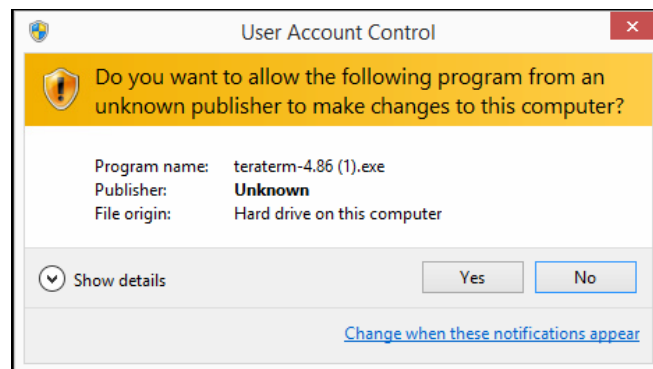 User Account Control
Do you want to allow the following program from an
unknown publisher to make changes to this computer?
Program name: teraterm-4.86 (1).exe
Publisher: Unknown
File origin: Hard drive on this computer
Show details Yes No
Change when these notifications appear